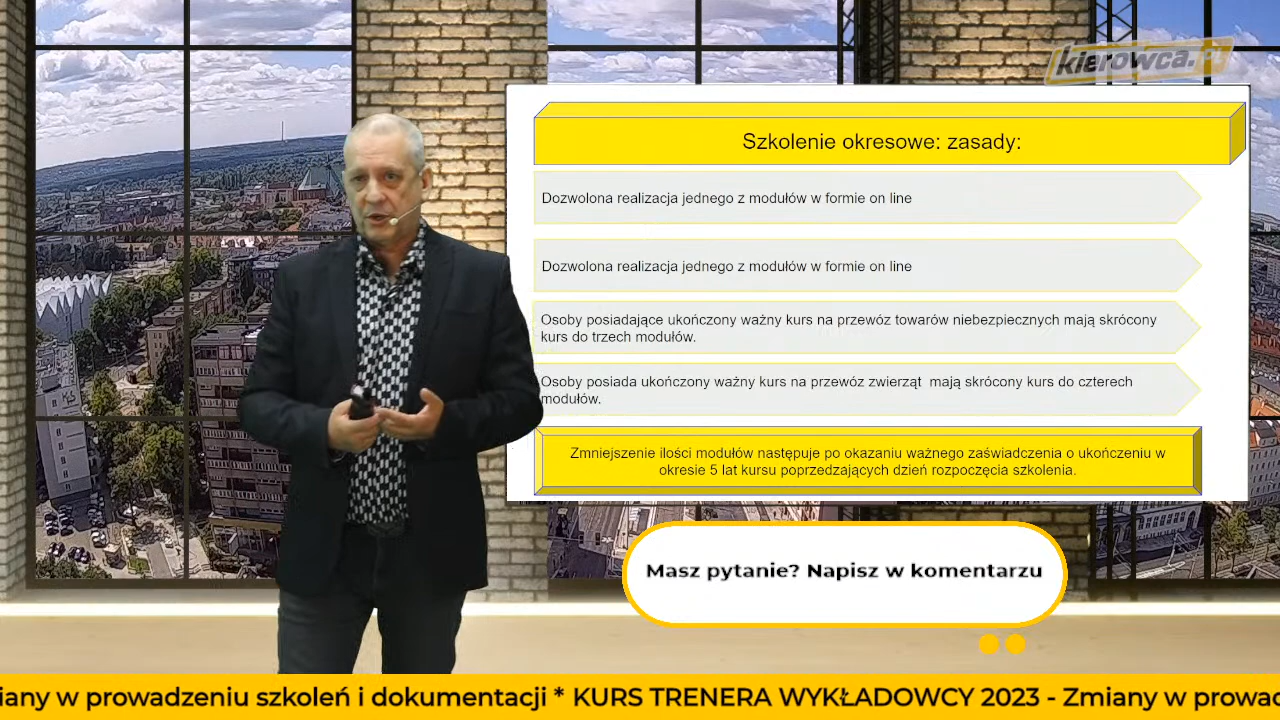 kierowca.
Szkolenie okresowe: zasady:
Dozwolona realizacja jednego z modułów w formie on line
Dozwolona realizacja jednego z modułów w formie on line
Osoby posiadające ukończony ważny kurs na przewóz towarów niebezpiecznych mają skrócony
kurs do trzech modułów.
Osoby posiada ukończony ważny kurs na przewóz zwierząt  mają skrócony kurs do czterech
modułów.
Zmniejszenie ilości modułów następuje po okazaniu ważnego zaświadczenia o ukończeniu w
okresie 5 lat kursu poprzedzających dzień rozpoczęcia szkolenia.
Masz pytanie? Napisz w komentarzu
iany w prowadzeniu szkoleń i dokumentacji * KURS TRENERA WYKŁADOWCY 2023 - Zmiany w prowad